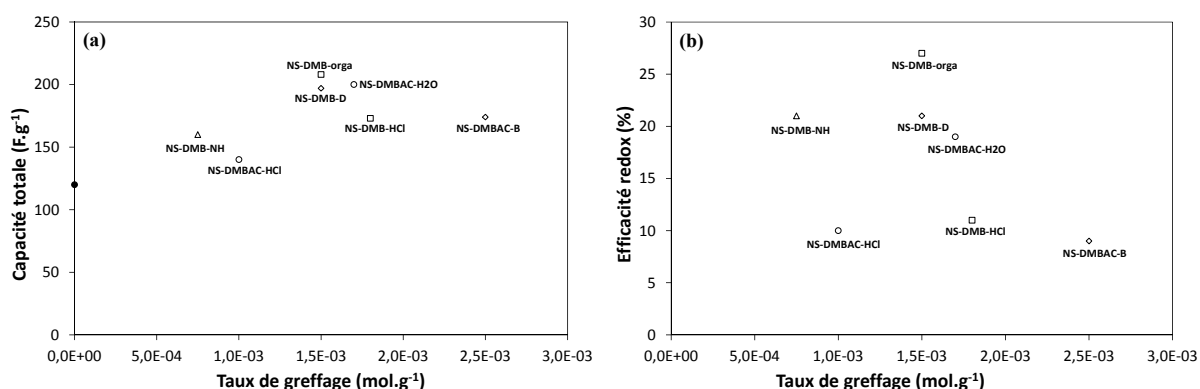 (a)
Capacité totale (F.g-1)
250
200
150
100
50
0
NS-DMB-orga
NS-DMBAC-H2O
NS-DMB-D
NS-DMB-HCl
NS-DMBAC-B
NS-DMB-NH
NS-DMBAC-HCl
0,0E+00 5,0E-04 1,0E-03 1,5E-03 2,0E-03 2,5E-03 3,0E-03
Taux de greffage (mol.g-1)
(b)
Efficacité redox (%)
30
25
20
15
10
5
0
NS-DMB-orga
NS-DMB-NH
NS-DMB-D
NS-DMBAC-H2O
NS-DMBAC-HCl
NS-DMB-HCl
NS-DMBAC-B
0,0E+00 5,0E-04 1,0E-03 1,5E-03 2,0E-03 2,5E-03 3,0E-03
Taux de greffage (mol.g-1)